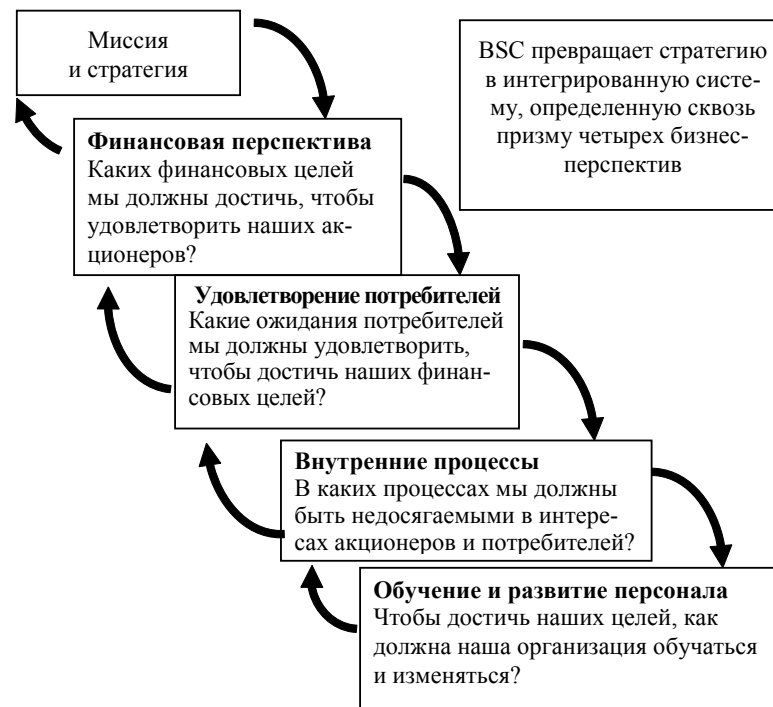 Миссия
и стратегия
BSC превращает стратегию
в интегрированную систе-
му, определенную сквозь
призму четырех бизнес-
перспектив
Финансовая перспектива
Каких финансовых целей
мы должны достичь, чтобы
удовлетворить наших ак-
ционеров?
Удовлетворение потребителей
Какие ожидания потребителей
мы должны удовлетворить,
чтобы достичь наших финан-
совых целей?
Внутренние процессы
В каких процессах мы должны
быть недосягаемыми в интере-
сах акционеров и потребителей?
Обучение и развитие персонала
Чтобы достичь наших целей, как
должна наша организация обучаться
и изменяться?